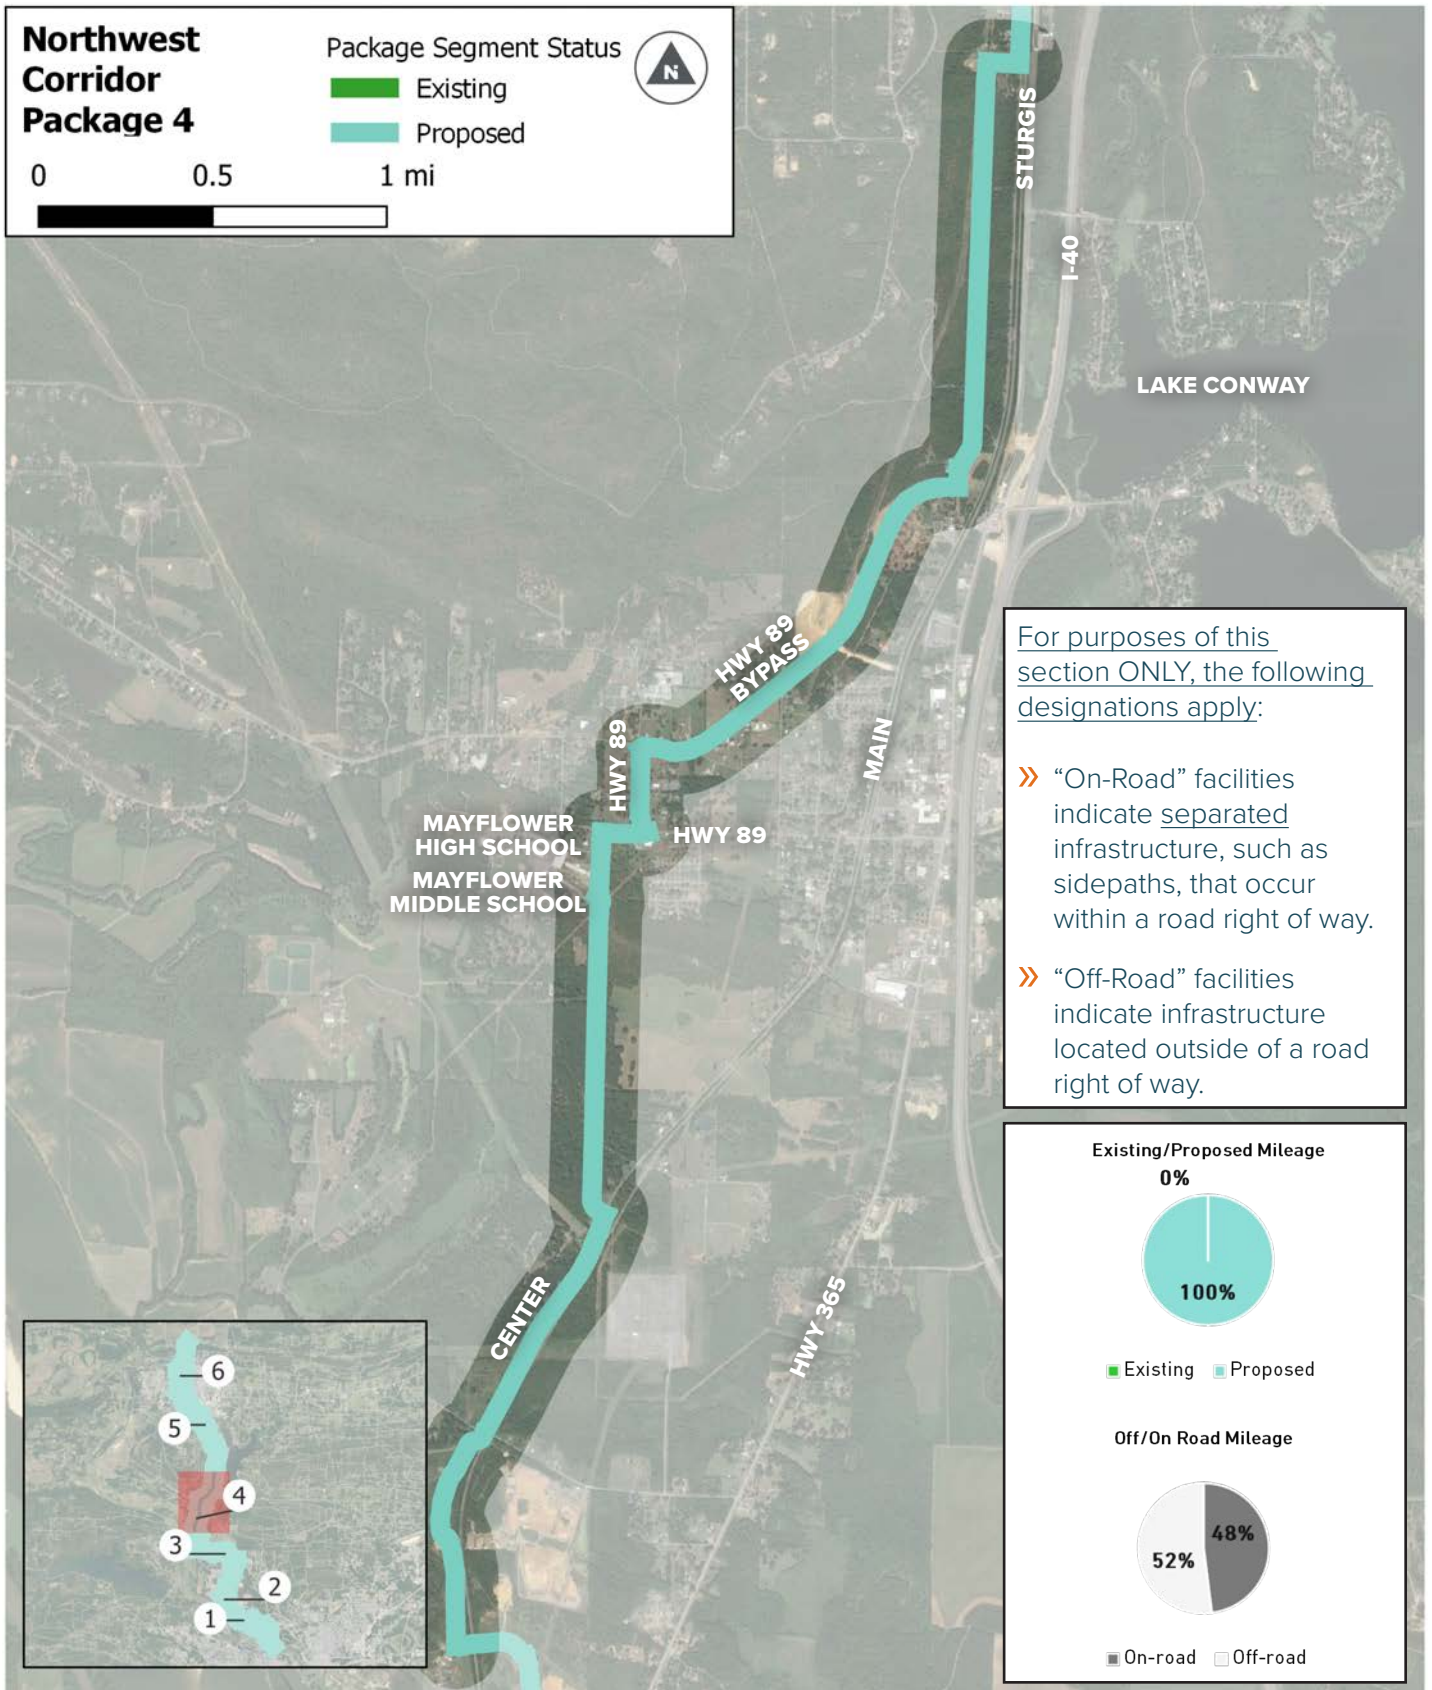 Northwest
Corridor
Package 4
Package Segment Status
Existing
Proposed
N
0 0.5 1 mi
STURGIS
I-40
LAKE CONWAY
HWY 89
BYPASS
MAIN
HWY 89
MAYFLOWER
HIGH SCHOOL
HWY 89
MAYFLOWER
MIDDLE SCHOOL
CENTER
HWY 365
For purposes of this
section ONLY, the following
designations apply:
» “On-Road” facilities
indicate separated
infrastructure, such as
sidepaths, that occur
within a road right of way.
» “Off-Road” facilities
indicate infrastructure
located outside of a road
right of way.
Existing/Proposed Mileage
0%
100%
Existing Proposed
Off/On Road Mileage
48%
52%
On-road Off-road
6
5
4
3
2
1